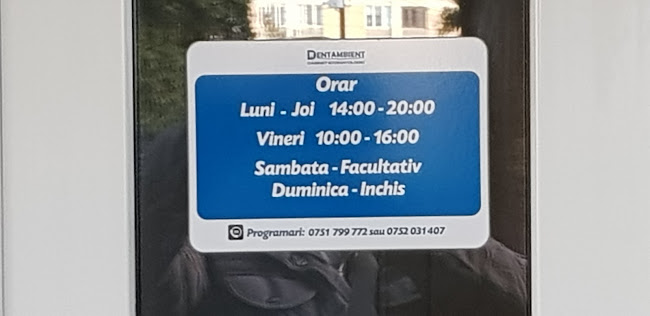 DENTAMBIENT
Orar
Luni - Joi 14:00 - 20:00
Vineri 10:00 - 16:00
Sambata - Facultativ
Duminica - Inchis
Programari: 0751 799 772 sau 0752 031 407